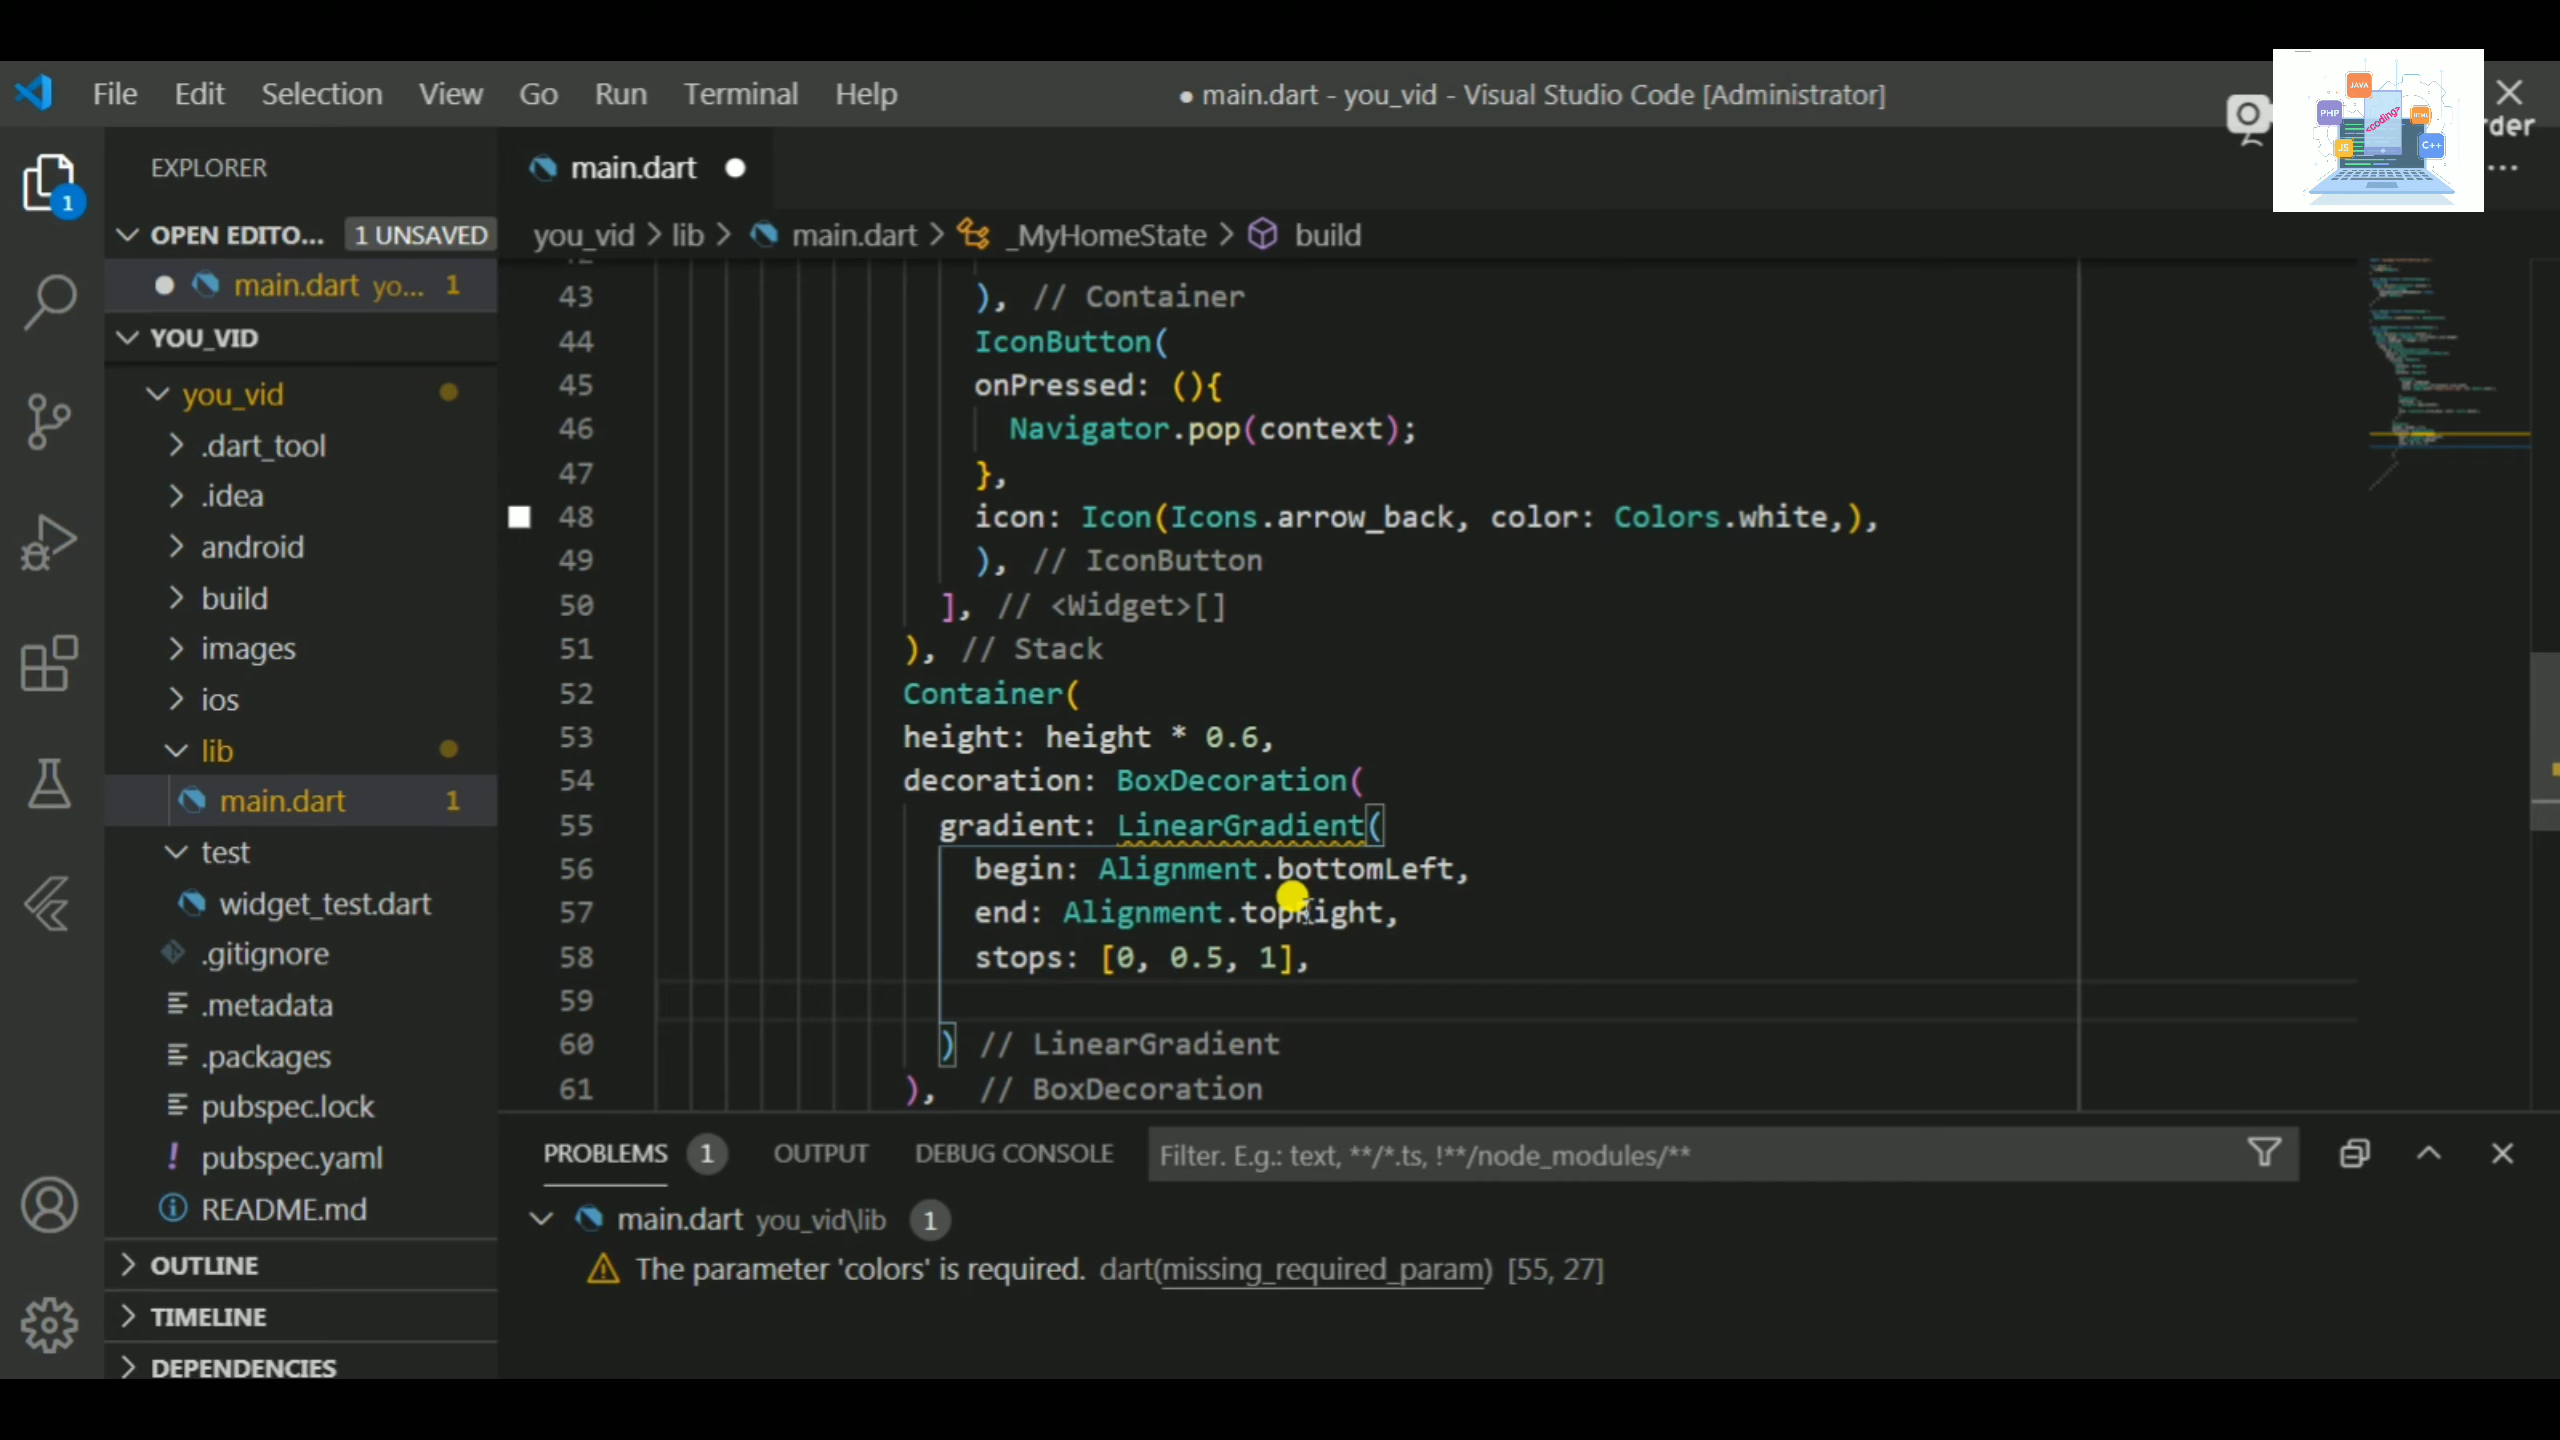 File Edit Selection View Go Run Terminal Help
● main.dart - you_vid - Visual Studio Code [Administrator]
JAVA
PHP
<coding>
HTML
JS
C++
rder
EXPLORER
1
OPEN EDITO... 1 UNSAVED
main.dart yo... 1
YOU_VID
you_vid
.dart_tool
.idea
android
build
images
ios
lib
main.dart 1
test
widget_test.dart
.gitignore
.metadata
.packages
pubspec.lock
! pubspec.yaml
README.md
OUTLINE
TIMELINE
DEPENDENCIES
main.dart ●
you_vid > lib > main.dart > _MyHomeState > build
43 ), // Container
44 IconButton(
45 onPressed: (){
46 Navigator.pop(context);
47 },
48 icon: Icon(Icons.arrow_back, color: Colors.white,),
49 ), // IconButton
50 ], // <Widget>[]
51 ), // Stack
52 Container(
53 height: height * 0.6,
54 decoration: BoxDecoration(
55 gradient: LinearGradient(
56 begin: Alignment.bottomLeft,
57 end: Alignment.topRight,
58 stops: [0, 0.5, 1],
59
60 ) // LinearGradient
61 ), // BoxDecoration
PROBLEMS 1 OUTPUT DEBUG CONSOLE Filter. E.g.: text, **/*.ts, !**/node_modules/**
main.dart you_vid\lib 1
The parameter 'colors' is required. dart(missing_required_param) [55, 27]